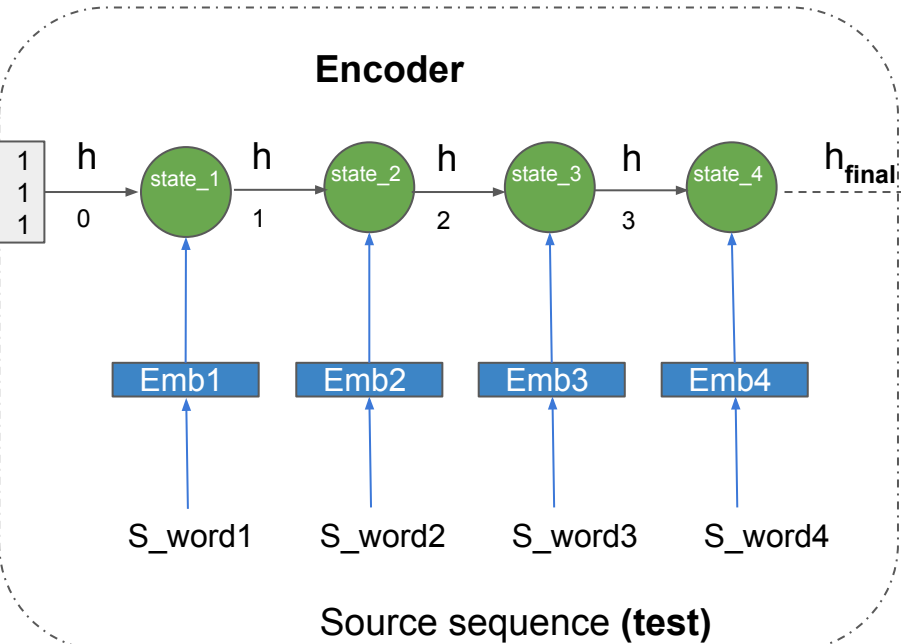 Encoder
1
1
1
h
0
state_1
h
1
state_2
h
2
state_3
h
3
state_4
h final
Emb1
Emb2
Emb3
Emb4
S_word1
S_word2
S_word3
S_word4
Source sequence (test)